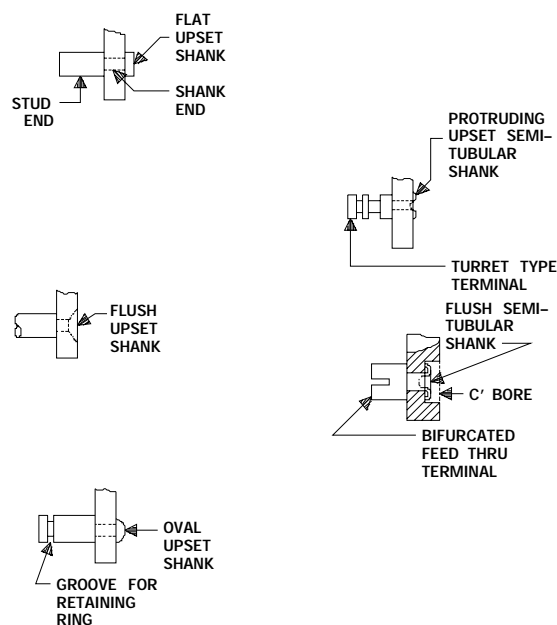 FLAT
UPSET
SHANK
SHANK
END
STUD
END
PROTRUDING
UPSET SEMI-
TUBULAR
SHANK
TURRET TYPE
TERMINAL
FLUSH
UPSET
SHANK
FLUSH SEMI-
TUBULAR
SHANK
C' BORE
BIFURCATED
FEED THRU
TERMINAL
OVAL
UPSET
SHANK
GROOVE FOR
RETAINING
RING